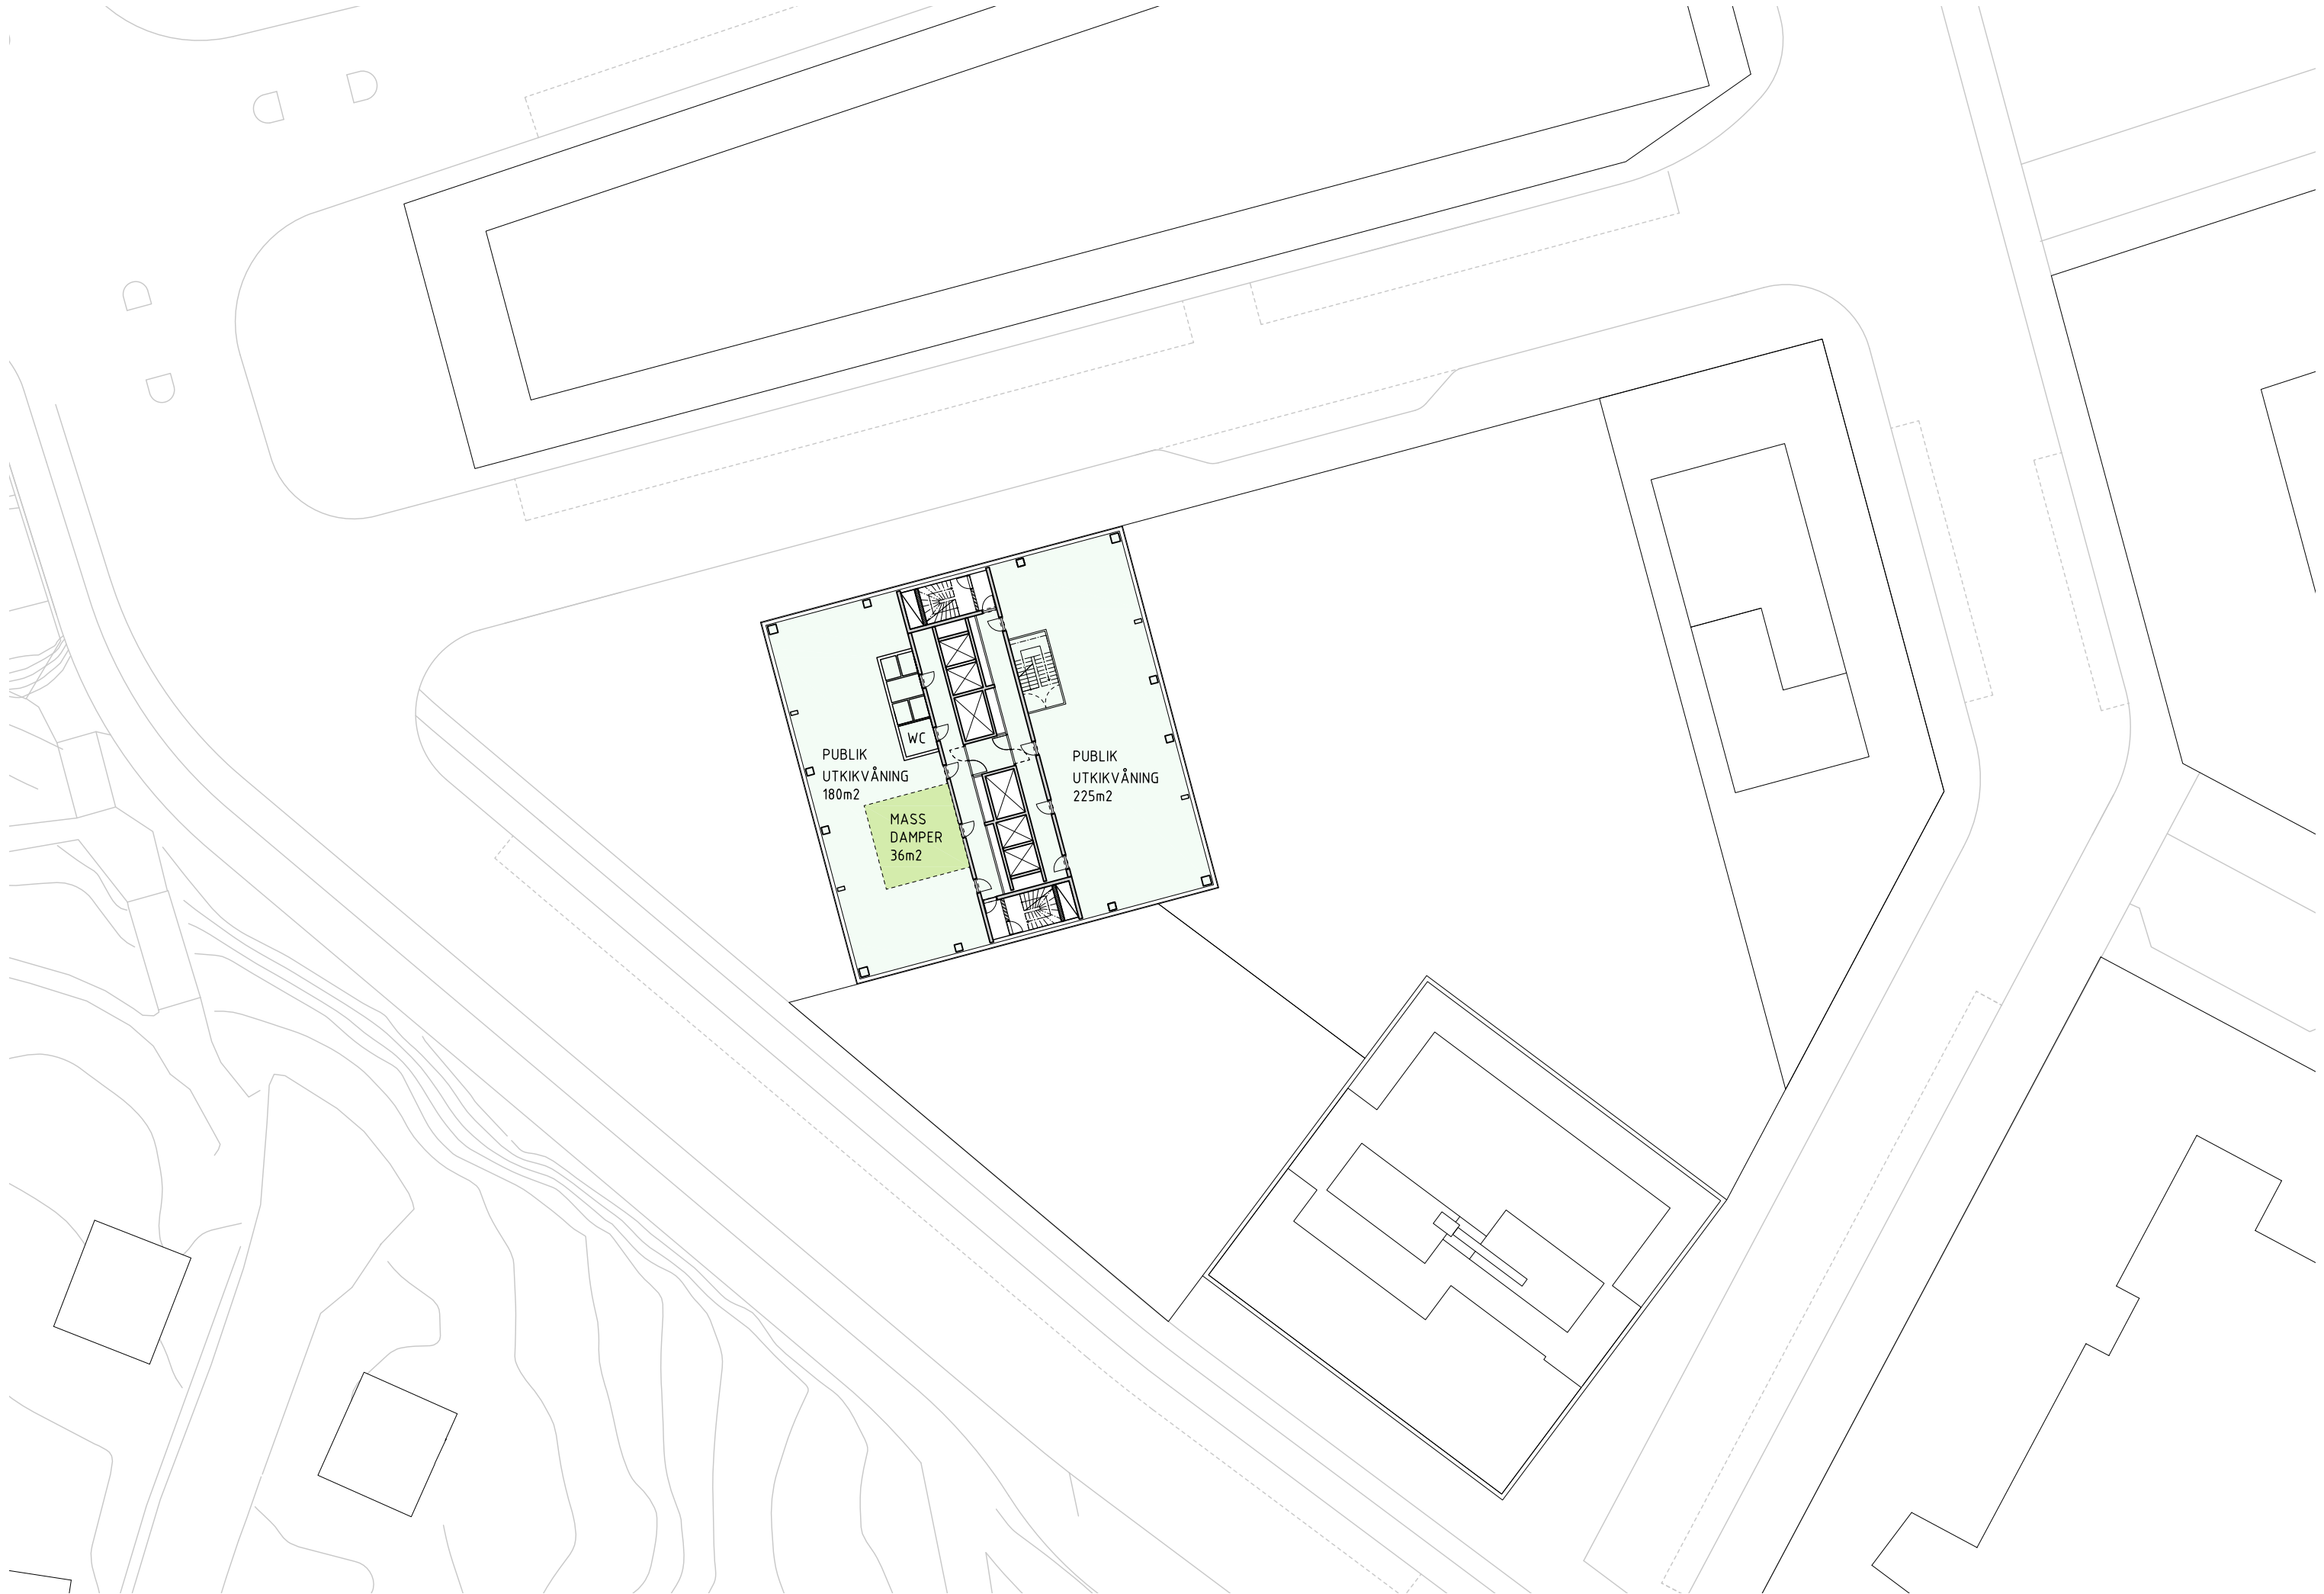 WC
PUBLIK
UTKIKVÅNING
180m2
MASS
DAMPER
36m2
PUBLIK
UTKIKVÅNING
225m2